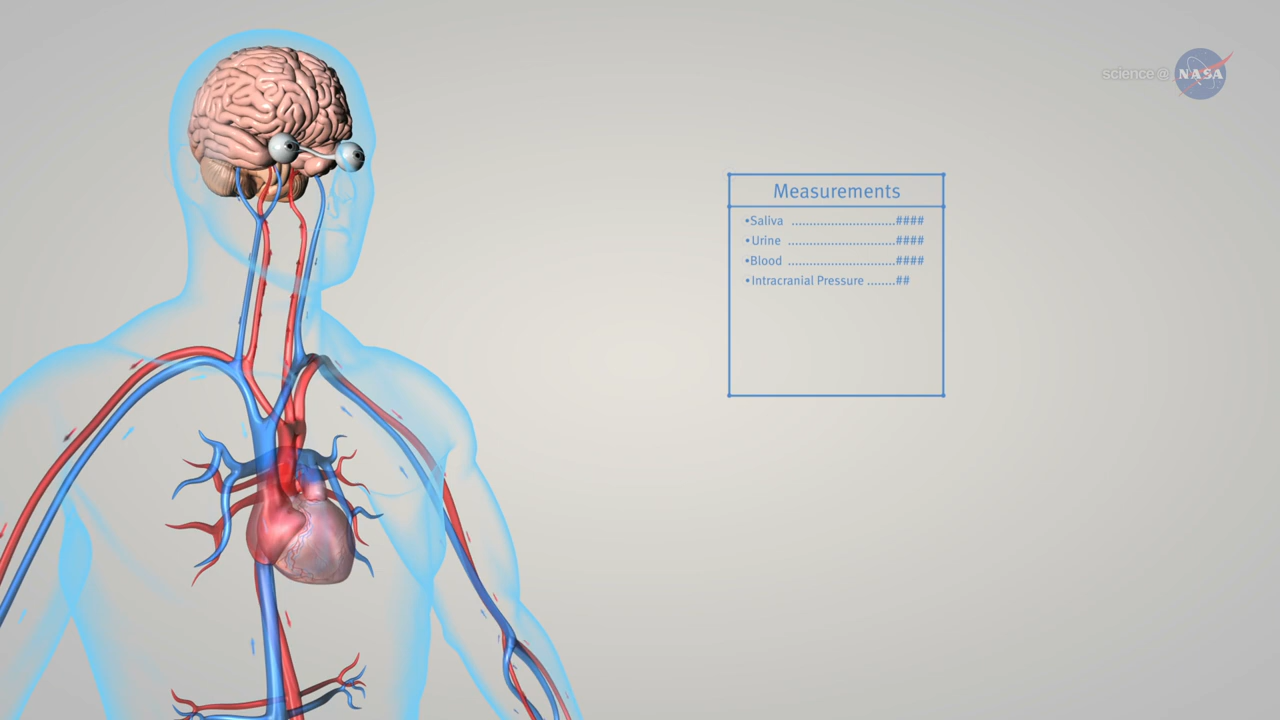 science@ NASA
Measurements
•Saliva ............................####
•Urine .............................####
•Blood .............................####
•Intracranial Pressure ........##